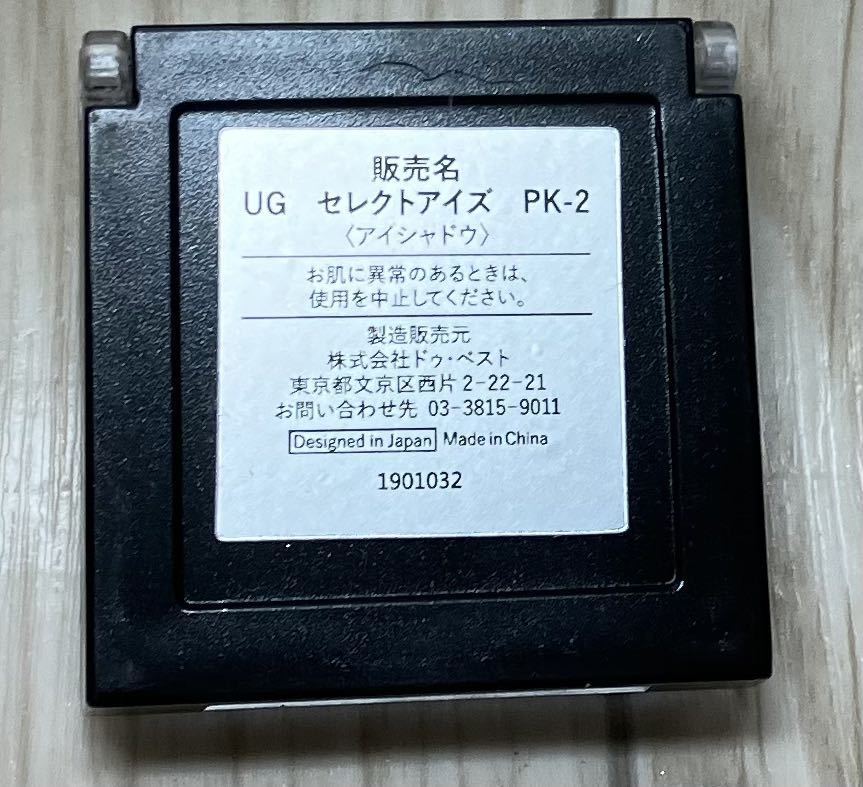 販売名
UG セレクトアイズ PK-2
〈アイシャドウ〉
お肌に異常のあるときは、
使用を中止してください。
製造販売元
株式会社ドゥ・ベスト
東京都文京区西片2-22-21
お問い合わせ先 03-3815-9011
Designed in Japan Made in China
1901032